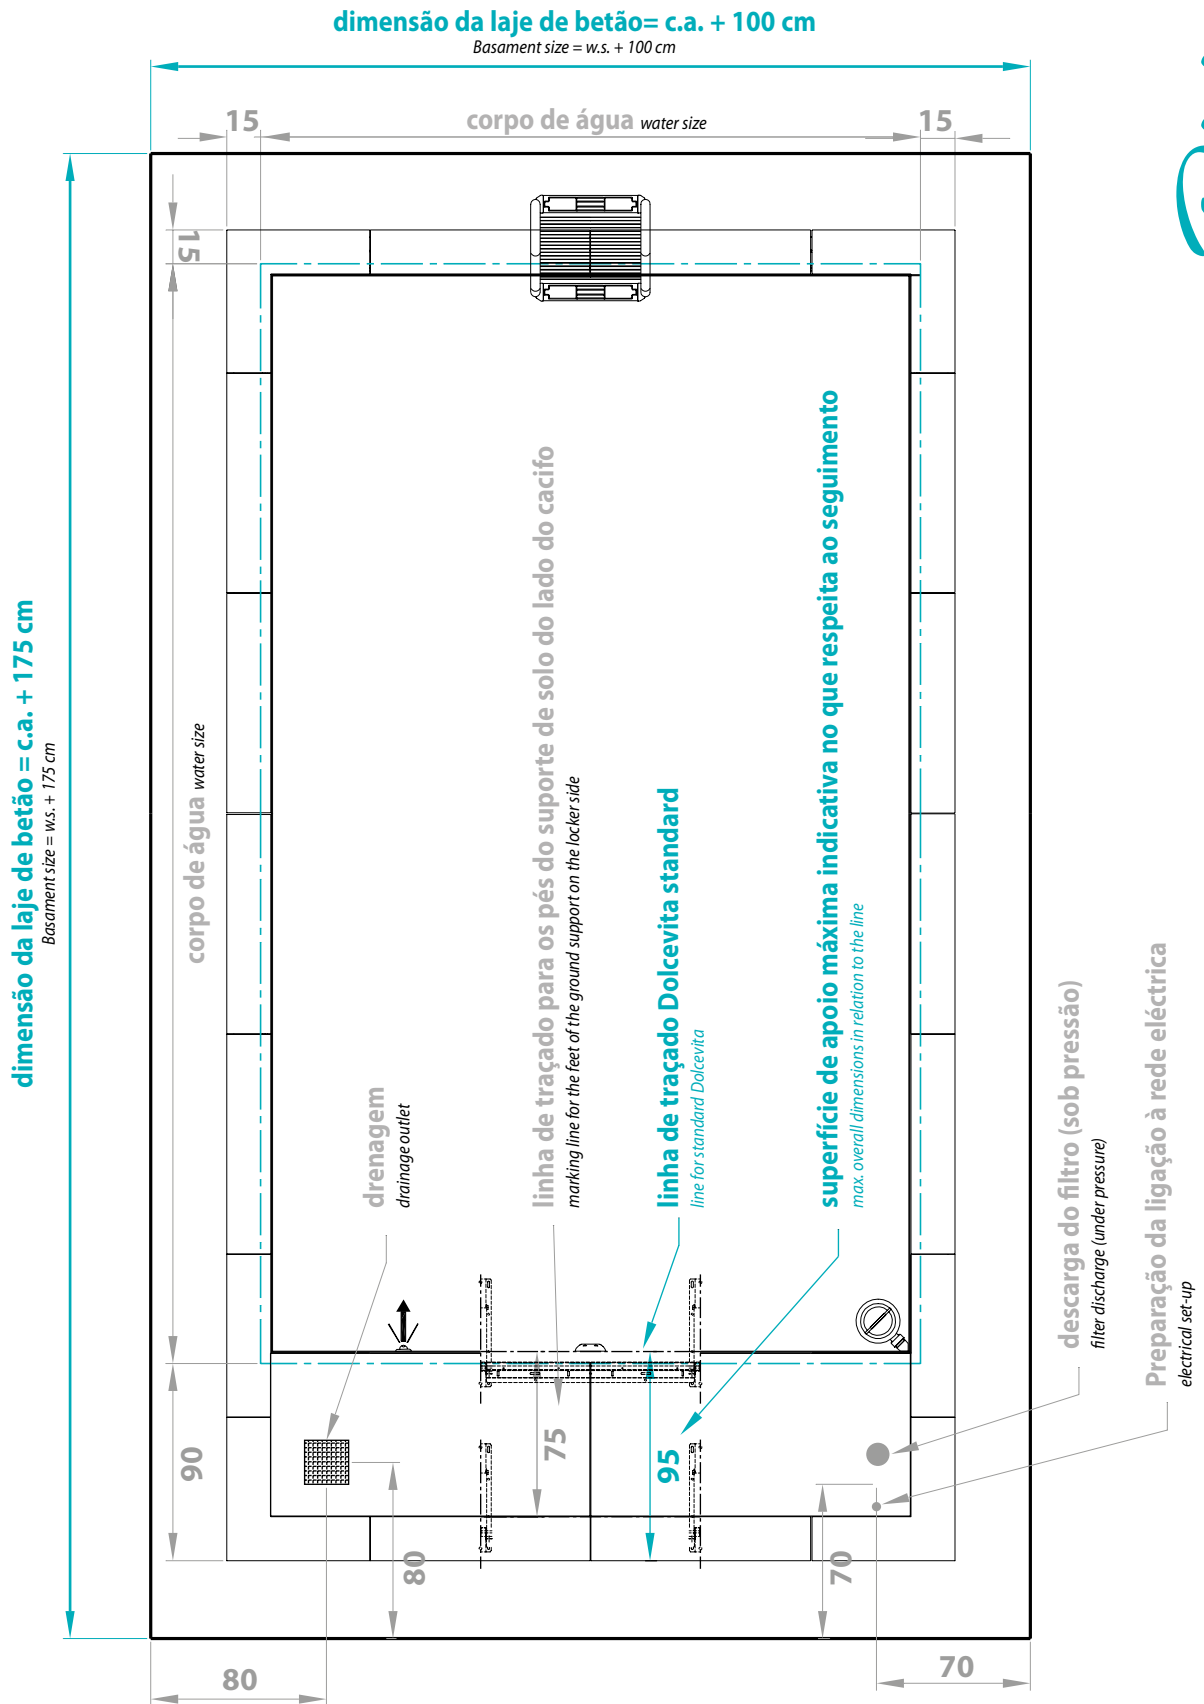 dimensão da laje de betão= c.a. + 100 cm
Basament size = w.s. + 100 cm
15
corpo de água water size
15
15
dimensão da laje de betão = c.a. + 175 cm
Basament size = w.s. + 175 cm
corpo de água water size
drenagem
drainage outlet
linha de traçado para os pés do suporte de solo do lado do cacifo
marking line for the feet of the ground support on the locker side
linha de traçado Dolcevita standard
line for standard Dolcevita
superfície de apoio máxima indicativa no que respeita ao seguimento
max. overall dimensions in relation to the line
descarga do filtro (sob pressão)
filter discharge (under pressure)
Preparação da ligação à rede eléctrica
electrical set-up
90
75
95
80
70
80
70